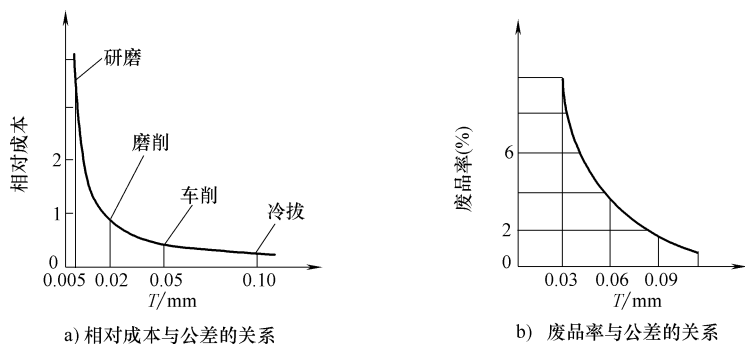 研磨
相对成本
2
磨削
车削
冷拔
1
0
0.005 0.02 0.05 0.10
T/mm
a) 相对成本与公差的关系
废品率(%)
6
2
0
0.03 0.06 0.09
T/mm
b) 废品率与公差的关系